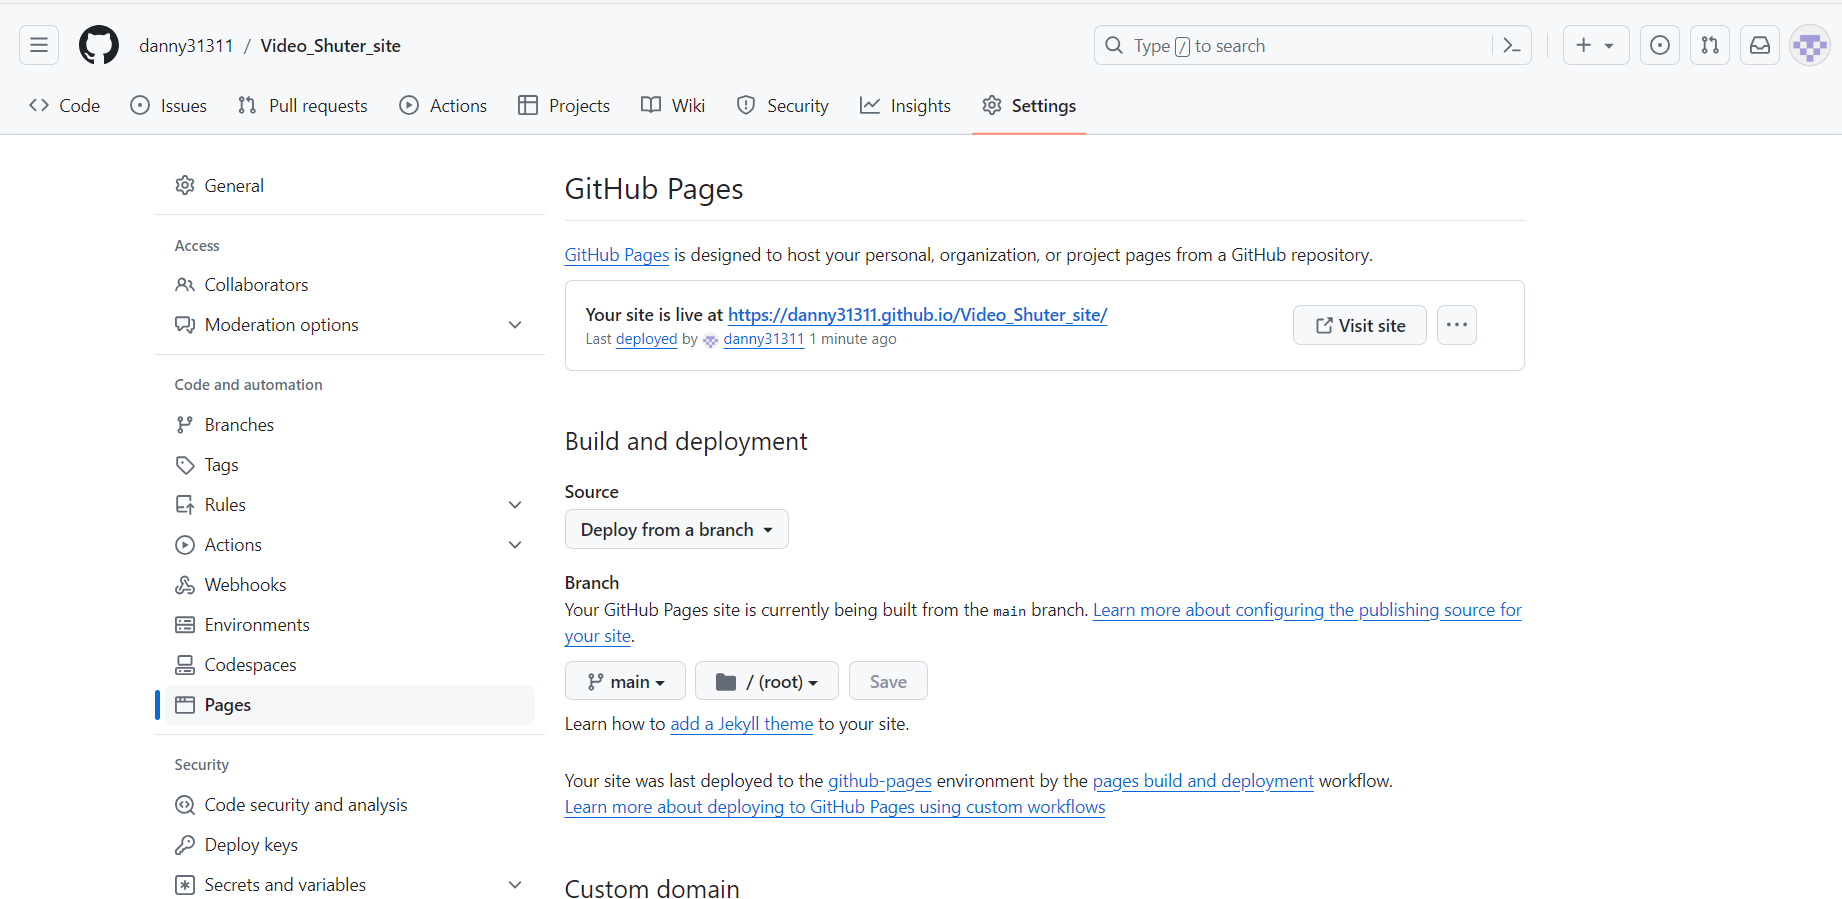 danny31311 / Video_Shuter_site
Type / to search
Code Issues Pull requests Actions Projects Wiki Security Insights Settings
General
Access
Collaborators
Moderation options
Code and automation
Branches
Tags
Rules
Actions
Webhooks
Environments
Codespaces
Pages
Security
Code security and analysis
Deploy keys
Secrets and variables
GitHub Pages
GitHub Pages is designed to host your personal, organization, or project pages from a GitHub repository.
Your site is live at https://danny31311.github.io/Video_Shuter_site/
Last deployed by danny31311 1 minute ago
Visit site
Build and deployment
Source
Deploy from a branch
Branch
Your GitHub Pages site is currently being built from the main branch. Learn more about configuring the publishing source for
your site.
main / (root) Save
Learn how to add a Jekyll theme to your site.
Your site was last deployed to the github-pages environment by the pages build and deployment workflow.
Learn more about deploying to GitHub Pages using custom workflows
Custom domain